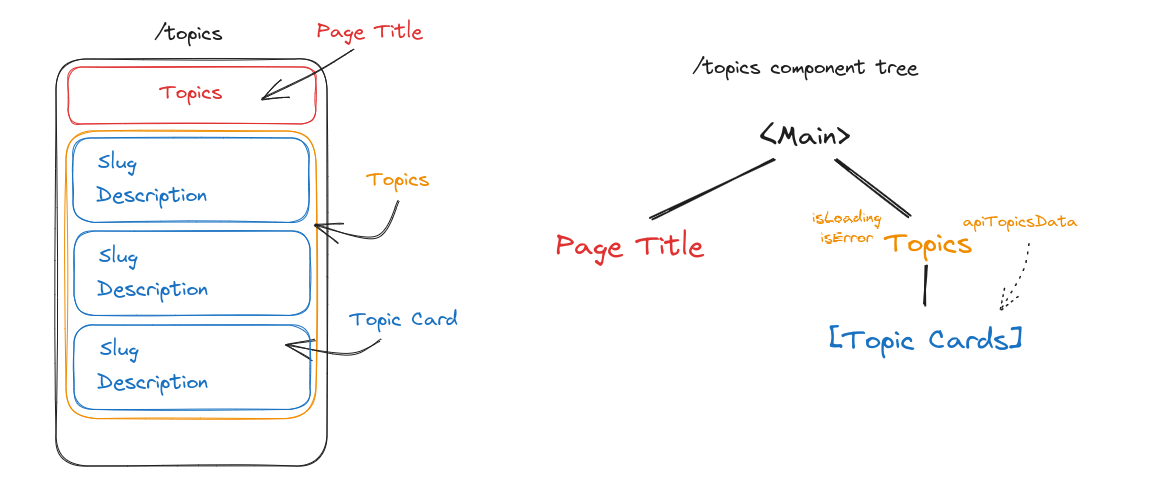 /topics
Page Title
Topics
Slug
Description
Topics
Slug
Description
Topic Card
Slug
Description
/topics component tree
<Main>
Page Title
isLoading
isError
Topics
apiTopicsData
[Topic Cards]